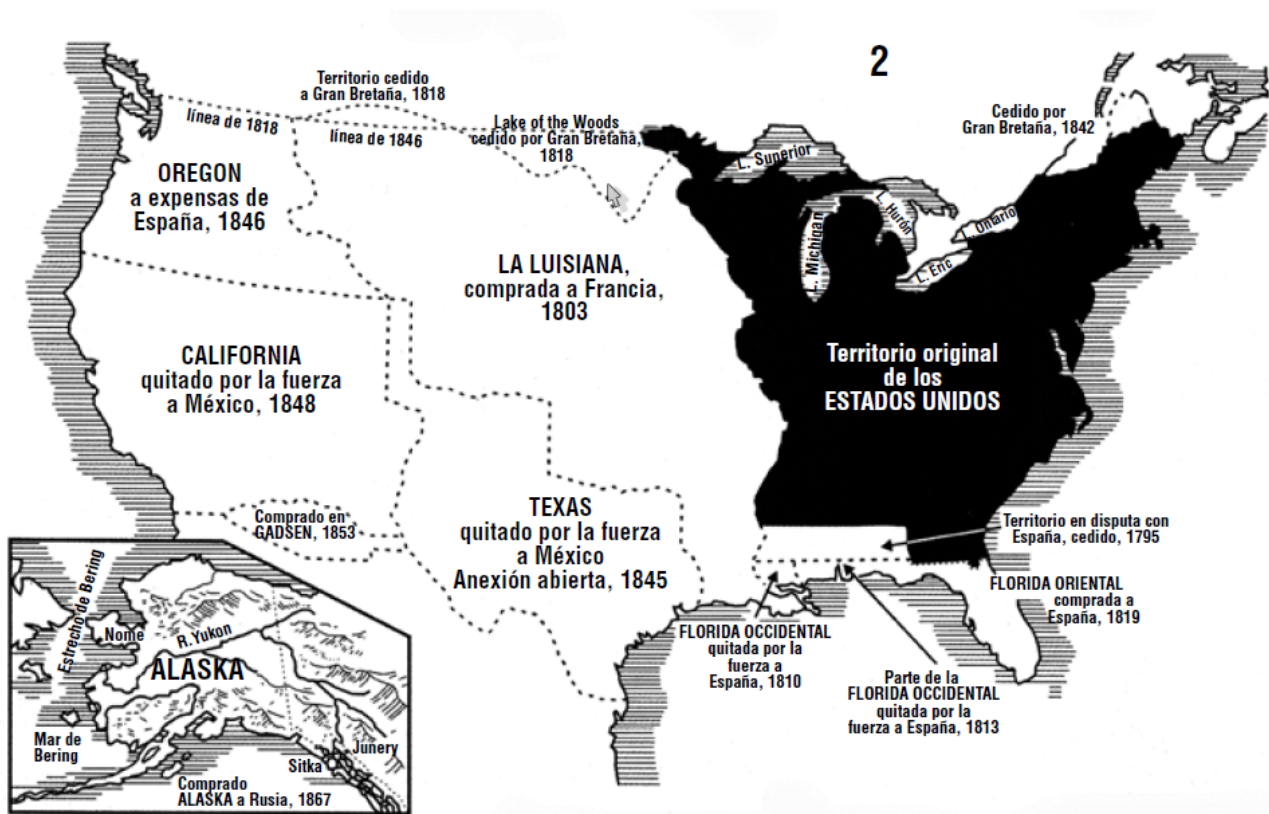 2
Territorio cedido
a Gran Bretaña, 1818
línea de 1818
línea de 1846
Lake of the Woods
cedido por Gran Bretaña,
1818
Cedido por
Gran Bretaña, 1842
OREGON
a expensas de
España, 1846
L. Superior
L. Michigan
L. Hurón
Ontario
L. Eric
LA LUISIANA,
comprada a Francia,
1803
CALIFORNIA
quitado por la fuerza
a México, 1848
Territorio original
de los
ESTADOS UNIDOS
Comprado en
GADSEN, 1853
TEXAS
quitado por la fuerza
a México
Anexión abierta, 1845
Territorio en disputa con
España, cedido, 1795
FLORIDA ORIENTAL
comprada a
España, 1819
FLORIDA OCCIDENTAL
quitada por la
fuerza a
España, 1810
Parte de la
FLORIDA OCCIDENTAL
quitada por la
fuerza a España, 1813
Estrecho de Bering
Nome
R. Yukon
ALASKA
Mar de
Bering
Junery
Sitka
Comprado
ALASKA a Rusia, 1867